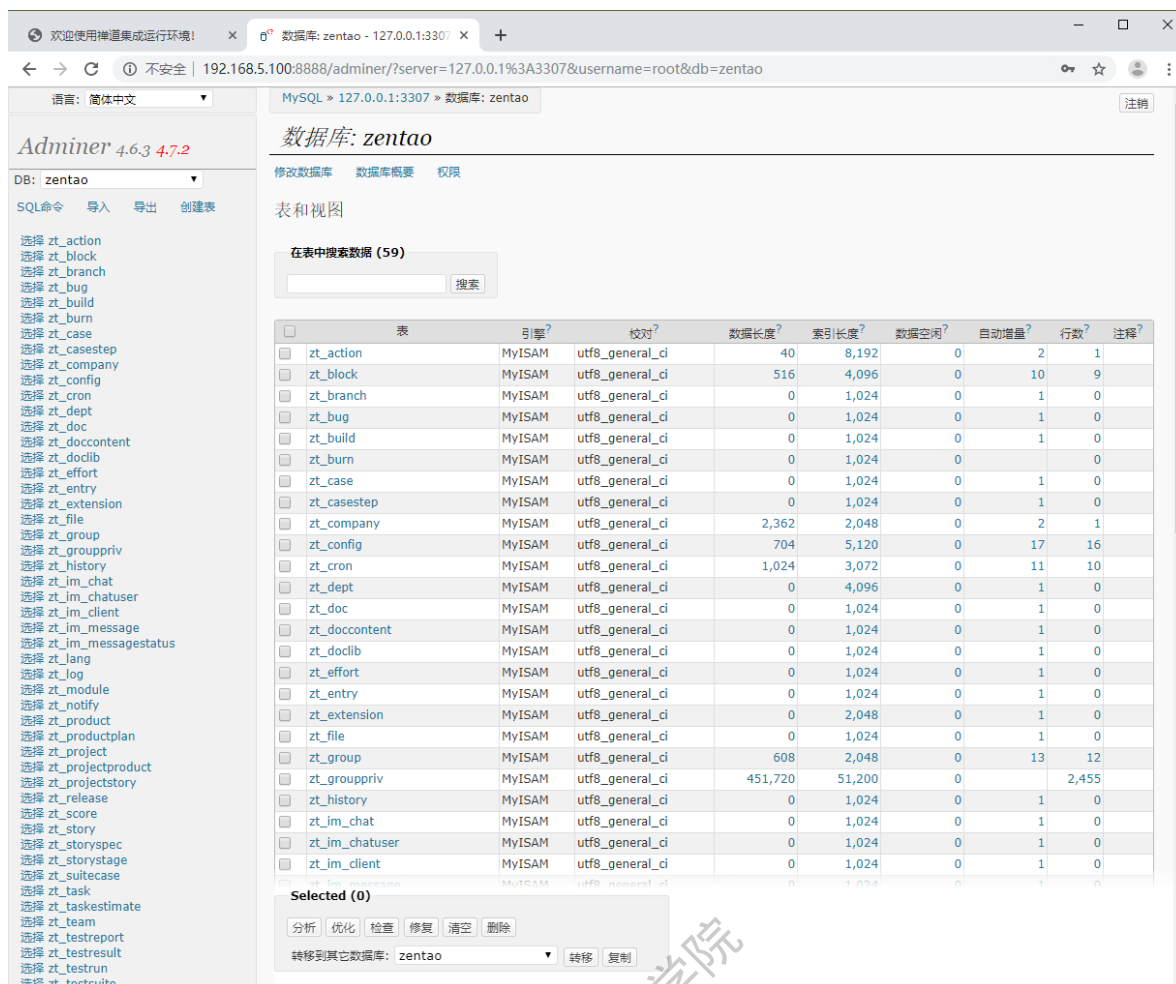 欢迎使用禅道集成运行环境!
数据库: zentao - 127.0.0.1:3307
不安全 | 192.168.5.100:8888/adminer/?server=127.0.0.1%3A3307&username=root&db=zentao
语言: 简体中文
MySQL » 127.0.0.1:3307 » 数据库: zentao
注销
Adminer 4.6.3 4.7.2
数据库: zentao
DB: zentao
修改数据库 数据库概要 权限
SQL命令 导入 导出 创建表
表和视图
选择 zt_action
选择 zt_block
选择 zt_branch
选择 zt_bug
选择 zt_build
选择 zt_burn
选择 zt_case
选择 zt_casestep
选择 zt_company
选择 zt_config
选择 zt_cron
选择 zt_dept
选择 zt_doc
选择 zt_doccontent
选择 zt_doclib
选择 zt_effort
选择 zt_entry
选择 zt_extension
选择 zt_file
选择 zt_group
选择 zt_grouppriv
选择 zt_history
选择 zt_im_chat
选择 zt_im_chatuser
选择 zt_im_client
选择 zt_im_message
选择 zt_im_messagestatus
选择 zt_lang
选择 zt_log
选择 zt_module
选择 zt_notify
选择 zt_product
选择 zt_productplan
选择 zt_project
选择 zt_projectproduct
选择 zt_projectstory
选择 zt_release
选择 zt_score
选择 zt_story
选择 zt_storyspec
选择 zt_storystage
选择 zt_suitecase
选择 zt_task
选择 zt_taskestimate
选择 zt_team
选择 zt_testreport
选择 zt_testresult
选择 zt_testrun
选择 zt_testsuite
在表中搜索数据 (59)
搜索
表 引擎? 校对? 数据长度? 索引长度? 数据空闲? 自动增量? 行数? 注释?
zt_action MyISAM utf8_general_ci 40 8,192 0 2 1
zt_block MyISAM utf8_general_ci 516 4,096 0 10 9
zt_branch MyISAM utf8_general_ci 0 1,024 0 1 0
zt_bug MyISAM utf8_general_ci 0 1,024 0 1 0
zt_build MyISAM utf8_general_ci 0 1,024 0 1 0
zt_burn MyISAM utf8_general_ci 0 1,024 0 0
zt_case MyISAM utf8_general_ci 0 1,024 0 1 0
zt_casestep MyISAM utf8_general_ci 0 1,024 0 1 0
zt_company MyISAM utf8_general_ci 2,362 2,048 0 2 1
zt_config MyISAM utf8_general_ci 704 5,120 0 17 16
zt_cron MyISAM utf8_general_ci 1,024 3,072 0 11 10
zt_dept MyISAM utf8_general_ci 0 4,096 0 1 0
zt_doc MyISAM utf8_general_ci 0 1,024 0 1 0
zt_doccontent MyISAM utf8_general_ci 0 1,024 0 1 0
zt_doclib MyISAM utf8_general_ci 0 1,024 0 1 0
zt_effort MyISAM utf8_general_ci 0 1,024 0 1 0
zt_entry MyISAM utf8_general_ci 0 1,024 0 1 0
zt_extension MyISAM utf8_general_ci 0 2,048 0 1 0
zt_file MyISAM utf8_general_ci 0 1,024 0 1 0
zt_group MyISAM utf8_general_ci 608 2,048 0 13 12
zt_grouppriv MyISAM utf8_general_ci 451,720 51,200 0 2,455
zt_history MyISAM utf8_general_ci 0 1,024 0 1 0
zt_im_chat MyISAM utf8_general_ci 0 1,024 0 1 0
zt_im_chatuser MyISAM utf8_general_ci 0 1,024 0 1 0
zt_im_client MyISAM utf8_general_ci 0 1,024 0 1 0
zt_im_message MyISAM utf8_general_ci 0 1,024 0 1 0
Selected (0)
分析 优化 检查 修复 清空 删除
转移到其它数据库: zentao 转移 复制
学院